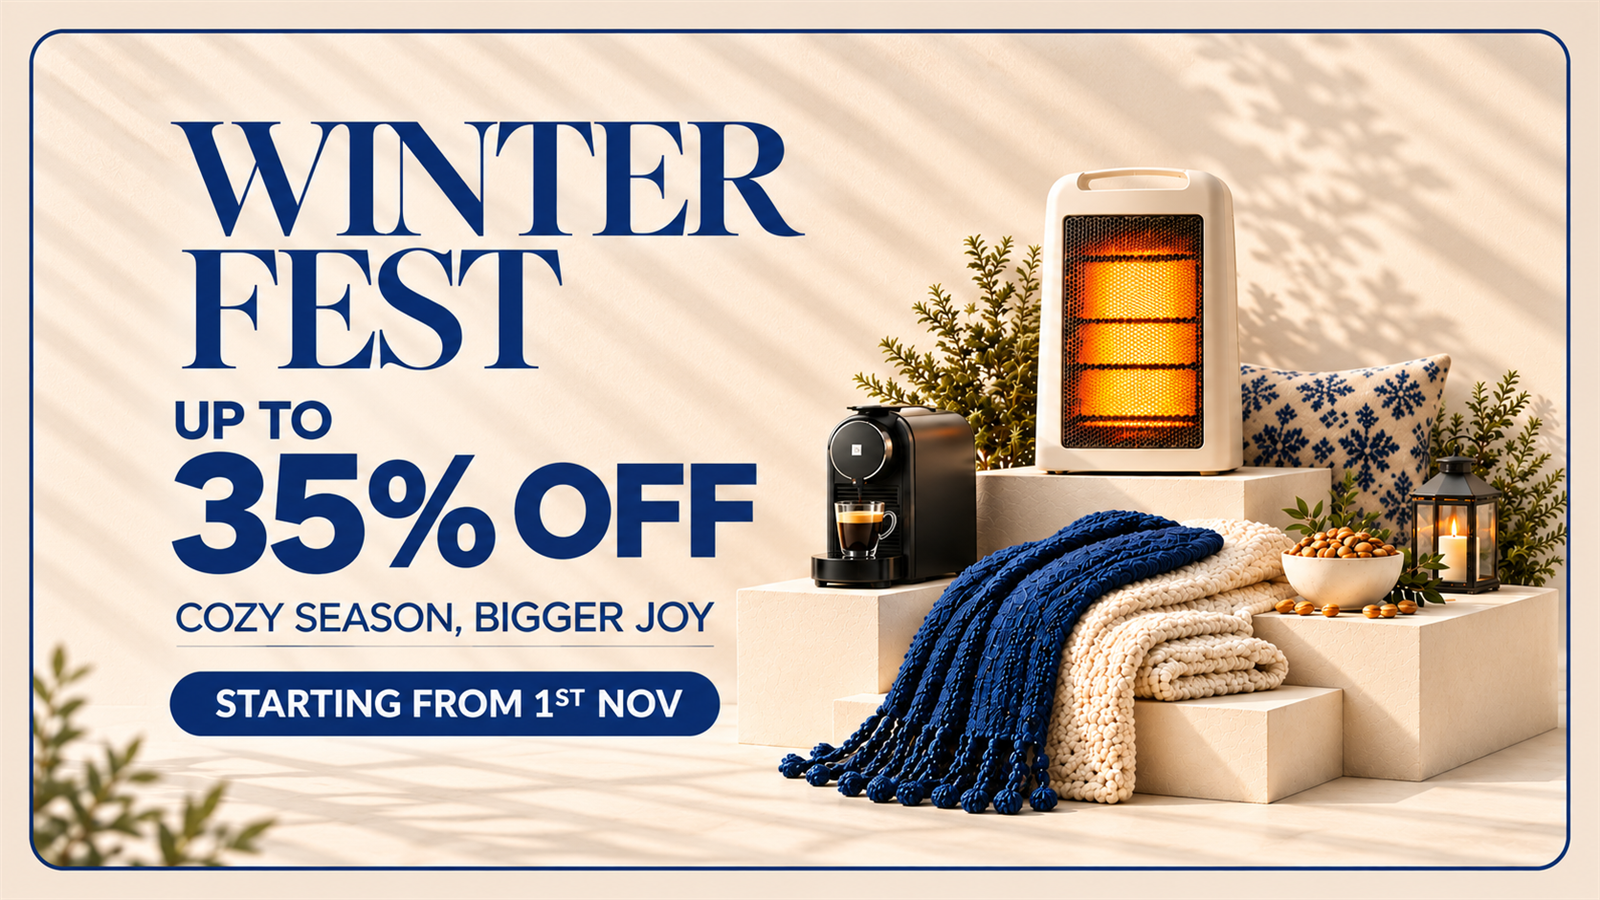 WINTER
FEST
UP TO
35% OFF
COZY SEASON, BIGGER JOY
STARTING FROM 1ST NOV